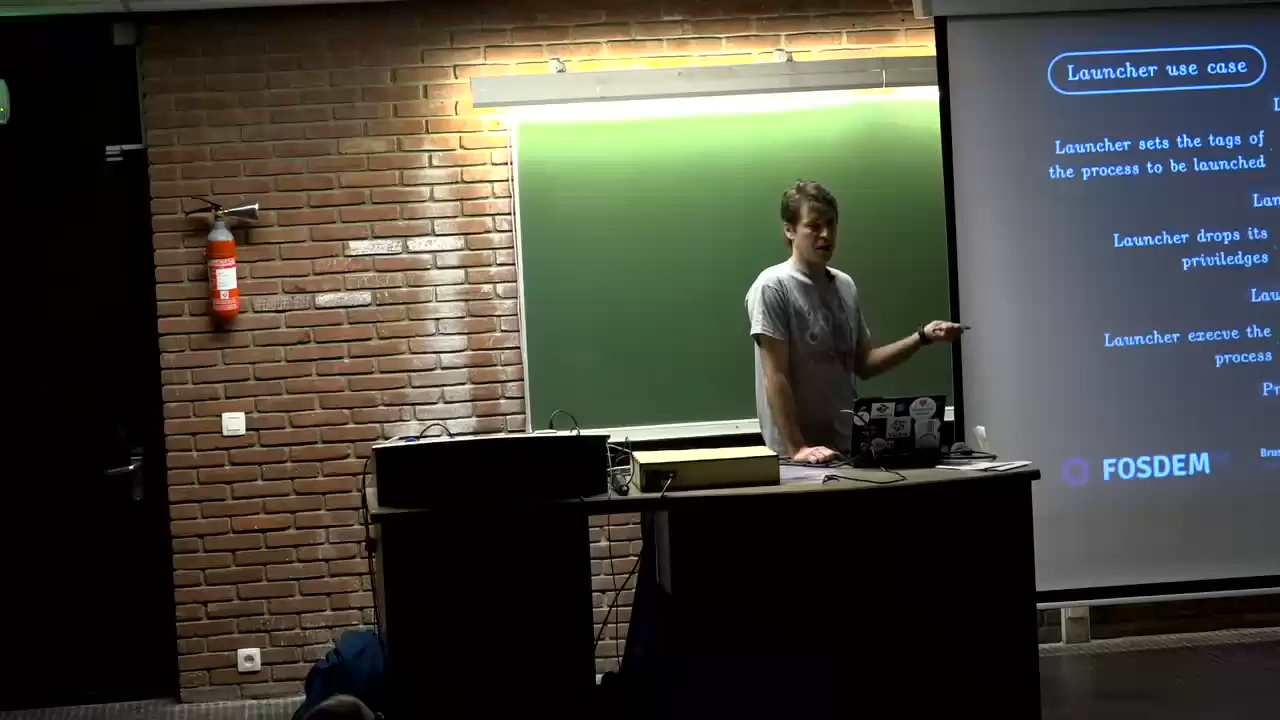 Launcher use case
Launcher sets the tags of
the process to be launched
Launcher drops its
priviledges
Launcher execve the
process
FOSDEM